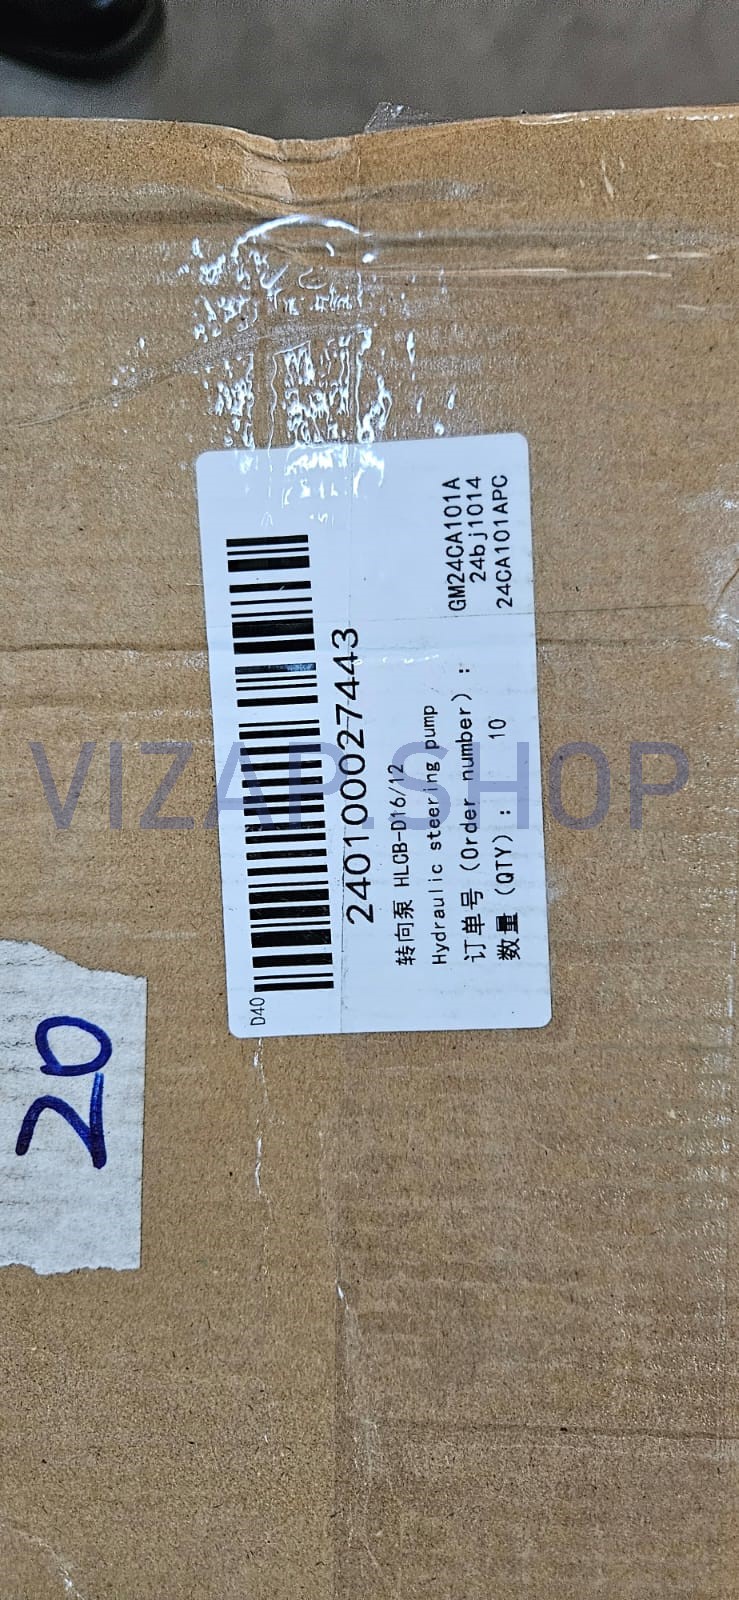 D40
240100027443
转向泵 HLCB-D16/12
Hydraulic steering pump
订单号 (Order number) :
数量 (QTY) : 10
GM24CA101A
24bj1014
24CA101APC
20
VIZAP.SHOP